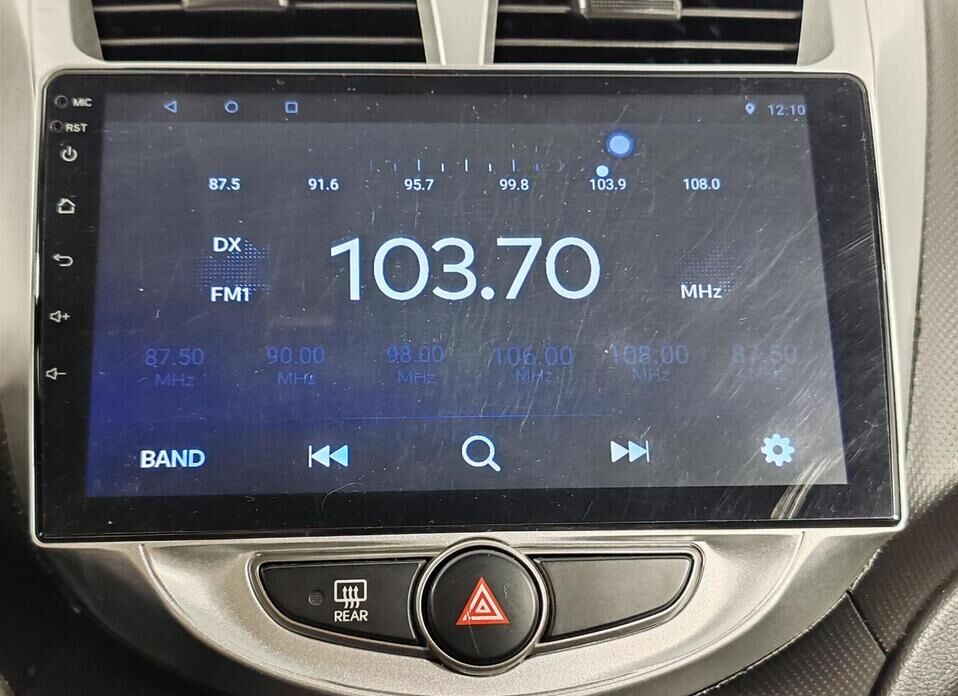 MIC
12:10
RST
87.5 91.6 95.7 99.8 103.9 108.0
DX
103.70
FM1
MHz
87.50 90.00 98.00 106.00 108.00 87.50
MHz MHz MHz MHz MHz
BAND
REAR